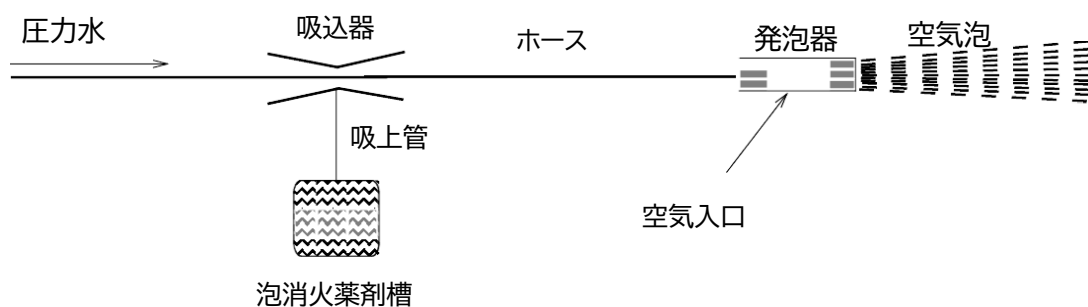 圧力水
吸込器
ホース
発泡器
空気泡
吸上管
空気入口
泡消火薬剤槽